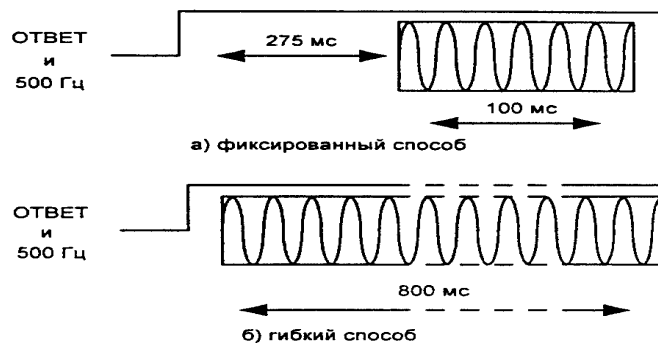 ОТВЕТ
и
500 Гц
275 мс
100 мс
а) фиксированный способ
ОТВЕТ
и
500 Гц
800 мс
б) гибкий способ